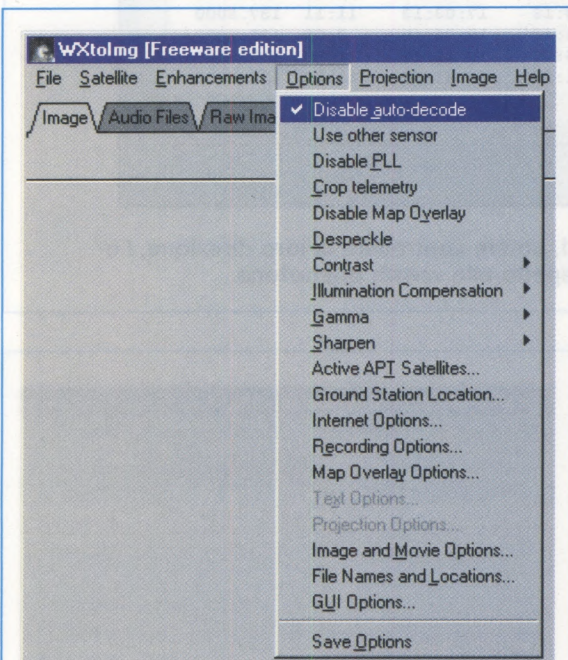 WXtoImg [Freeware edition]
File Satellite Enhancements Options Projection Image Help
Image Audio Files Raw Ima
Disable auto-decode
Use other sensor
Disable PLL
Crop telemetry
Disable Map Overlay
Despeckle
Contrast
Illumination Compensation
Gamma
Sharpen
Active APT Satellites...
Ground Station Location...
Internet Options...
Recording Options...
Map Overlay Options...
Text Options...
Projection Options...
Image and Movie Options...
File Names and Locations...
GUI Options...
Save Options